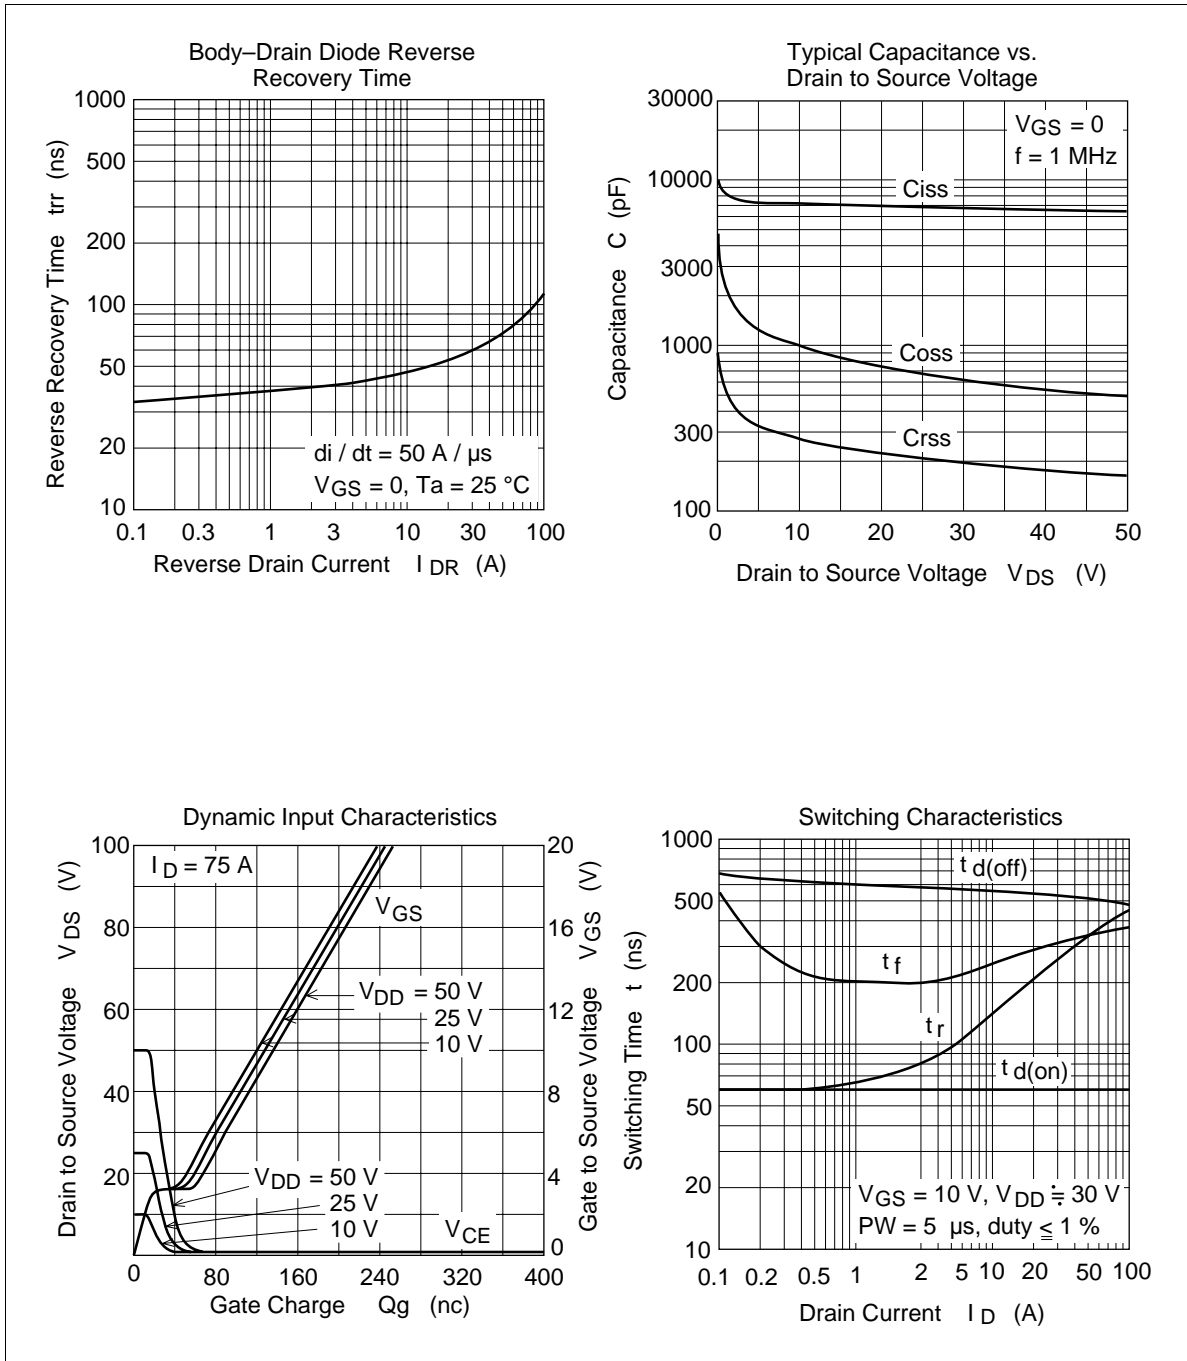 Body–Drain Diode Reverse
Recovery Time
1000
500
200
100
50
20
10
Reverse Recovery Time trr (ns)
di / dt = 50 A / µs
VGS = 0, Ta = 25 °C
0.1 0.3 1 3 10 30 100
Reverse Drain Current I DR (A)
Typical Capacitance vs.
Drain to Source Voltage
30000
10000
3000
1000
300
100
Capacitance C (pF)
VGS = 0
f = 1 MHz
Ciss
Coss
Crss
0 10 20 30 40 50
Drain to Source Voltage VDS (V)
Dynamic Input Characteristics
100
80
60
40
20
0
Drain to Source Voltage VDS (V)
I D = 75 A
VGS
VDD = 50 V
25 V
10 V
VDD = 50 V
25 V
10 V
VCE
20
16
12
8
4
0
Gate to Source Voltage VGS (V)
80 160 240 320 400
Gate Charge Qg (nc)
Switching Characteristics
1000
500
200
100
50
20
10
Switching Time t (ns)
t d(off)
t f
t r
t d(on)
VGS = 10 V, VDD ≒ 30 V
PW = 5 µs, duty ≦ 1 %
0.1 0.2 0.5 1 2 5 10 20 50 100
Drain Current I D (A)